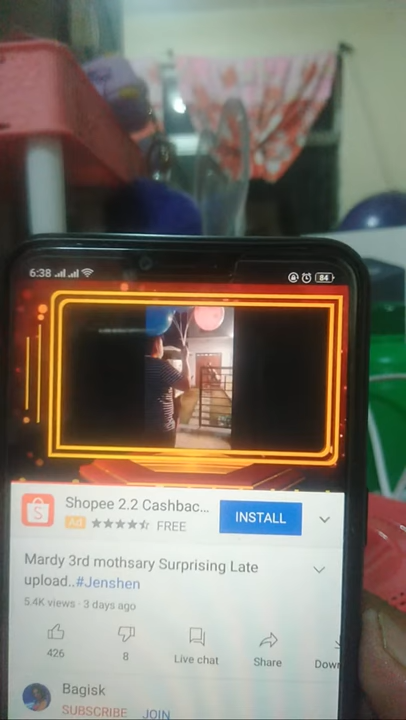 6:38
84
Shopee 2.2 Cashbac...
Ad FREE
INSTALL
Mardy 3rd mothsary Surprising Late
upload..#Jenshen
5.4K views · 3 days ago
426
8
Live chat
Share
Down
Bagisk
SUBSCRIBE JOIN